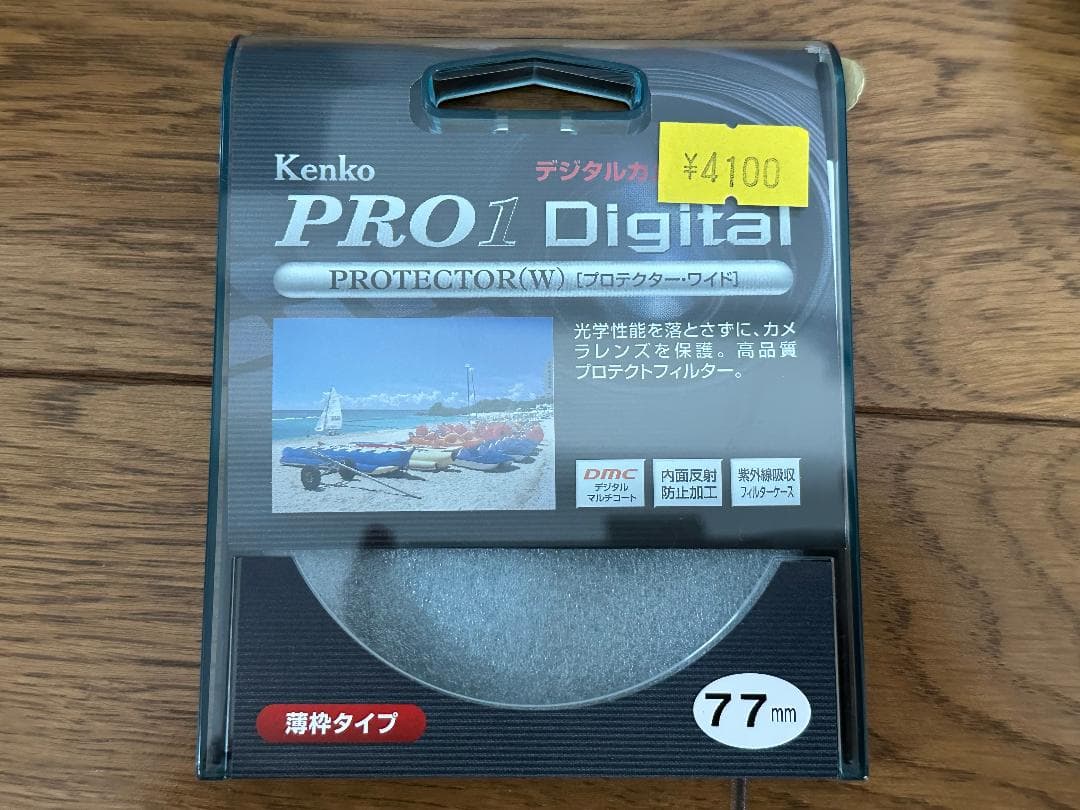 ¥4100
Kenko
デジタルカ
PRO1 Digital
PROTECTOR(W) [プロテクター・ワイド]
光学性能を落とさずに、カメ
ラレンズを保護。高品質
プロテクトフィルター。
DMC
デジタル
マルチコート
内面反射
防止加工
紫外線吸収
フィルターケース
薄枠タイプ
77mm